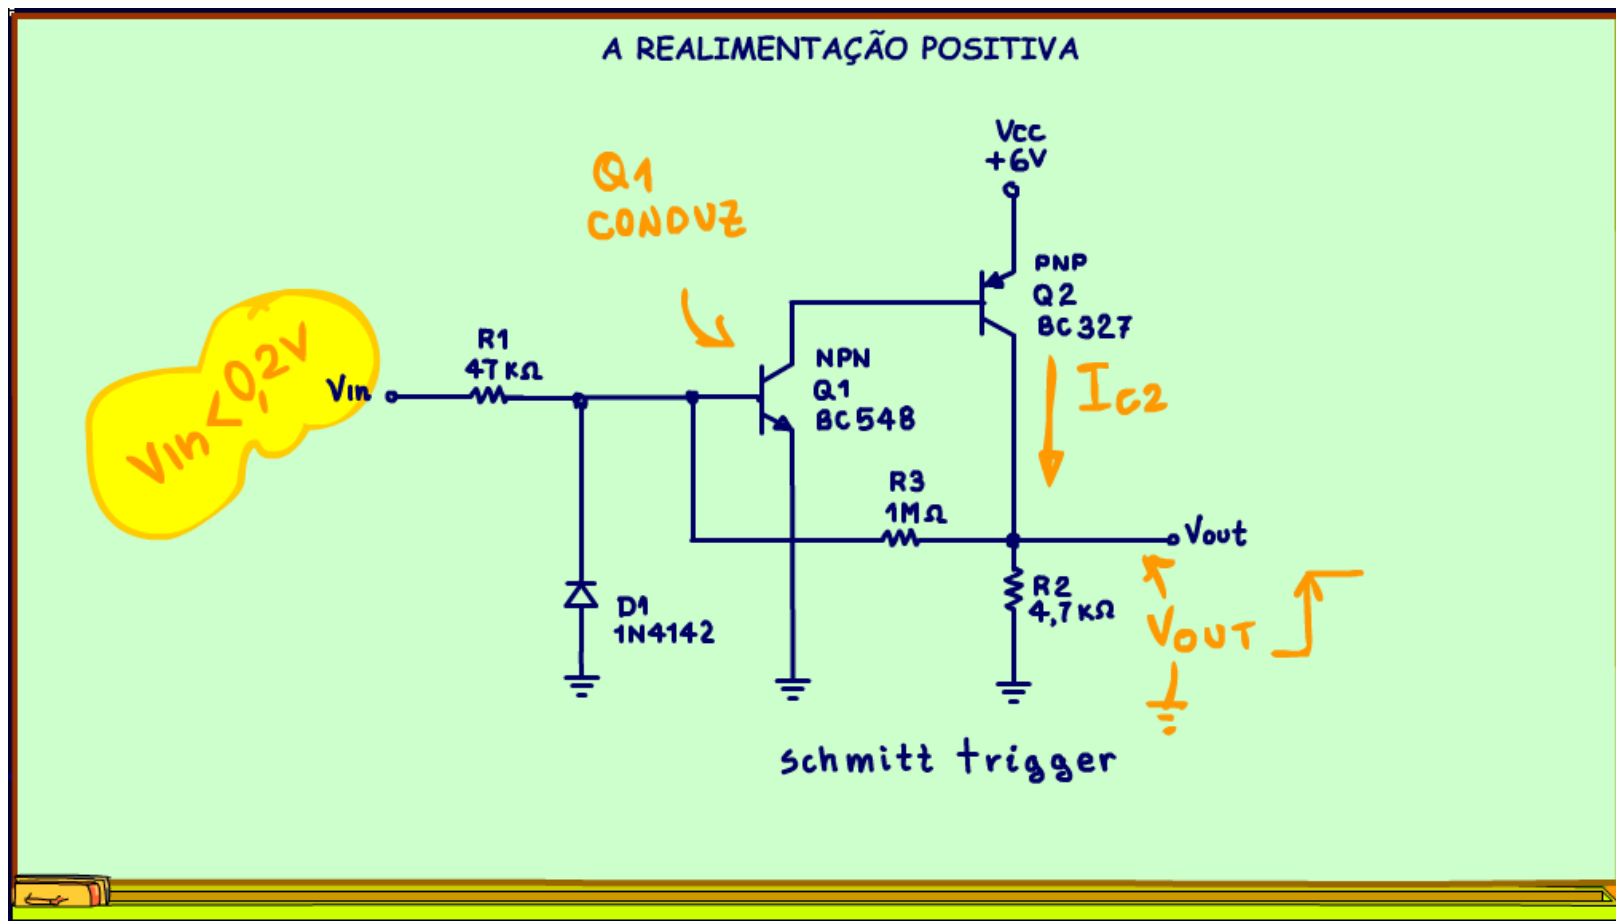 A REALIMENTAÇÃO POSITIVA
Vcc
+6V
Q1
CONDUZ
PNP
Q2
BC327
R1
47KΩ
NPN
Q1
BC548
Vin
Vin<0,2V
Ic2
R3
1MΩ
Vout
R2
4,7KΩ
D1
1N4142
VOUT
schmitt trigger